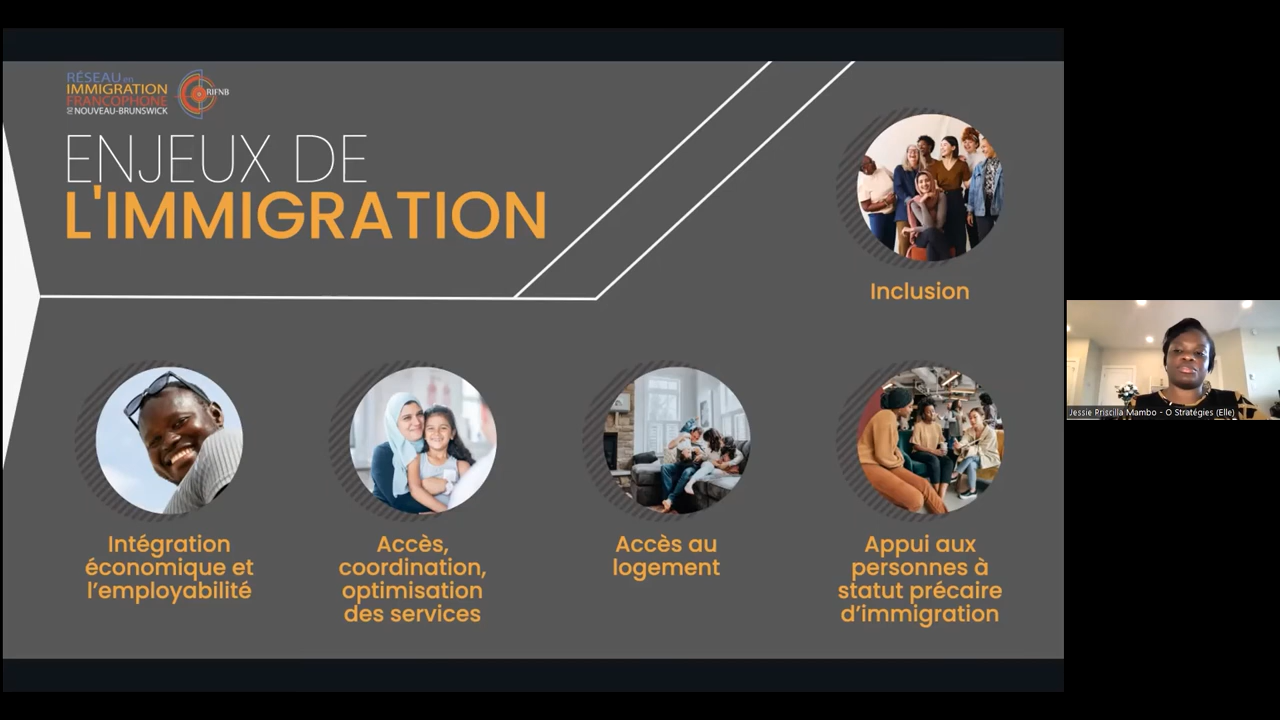 RÉSEAU en
IMMIGRATION
FRANCOPHONE
DU NOUVEAU-BRUNSWICK
RIFNB
ENJEUX DE
L'IMMIGRATION
Inclusion
Intégration
économique et
l’employabilité
Accès,
coordination,
optimisation
des services
Accès au
logement
Appui aux
personnes à
statut précaire
d’immigration
Jessie Priscilla Mambo - O Stratégies (Elle)